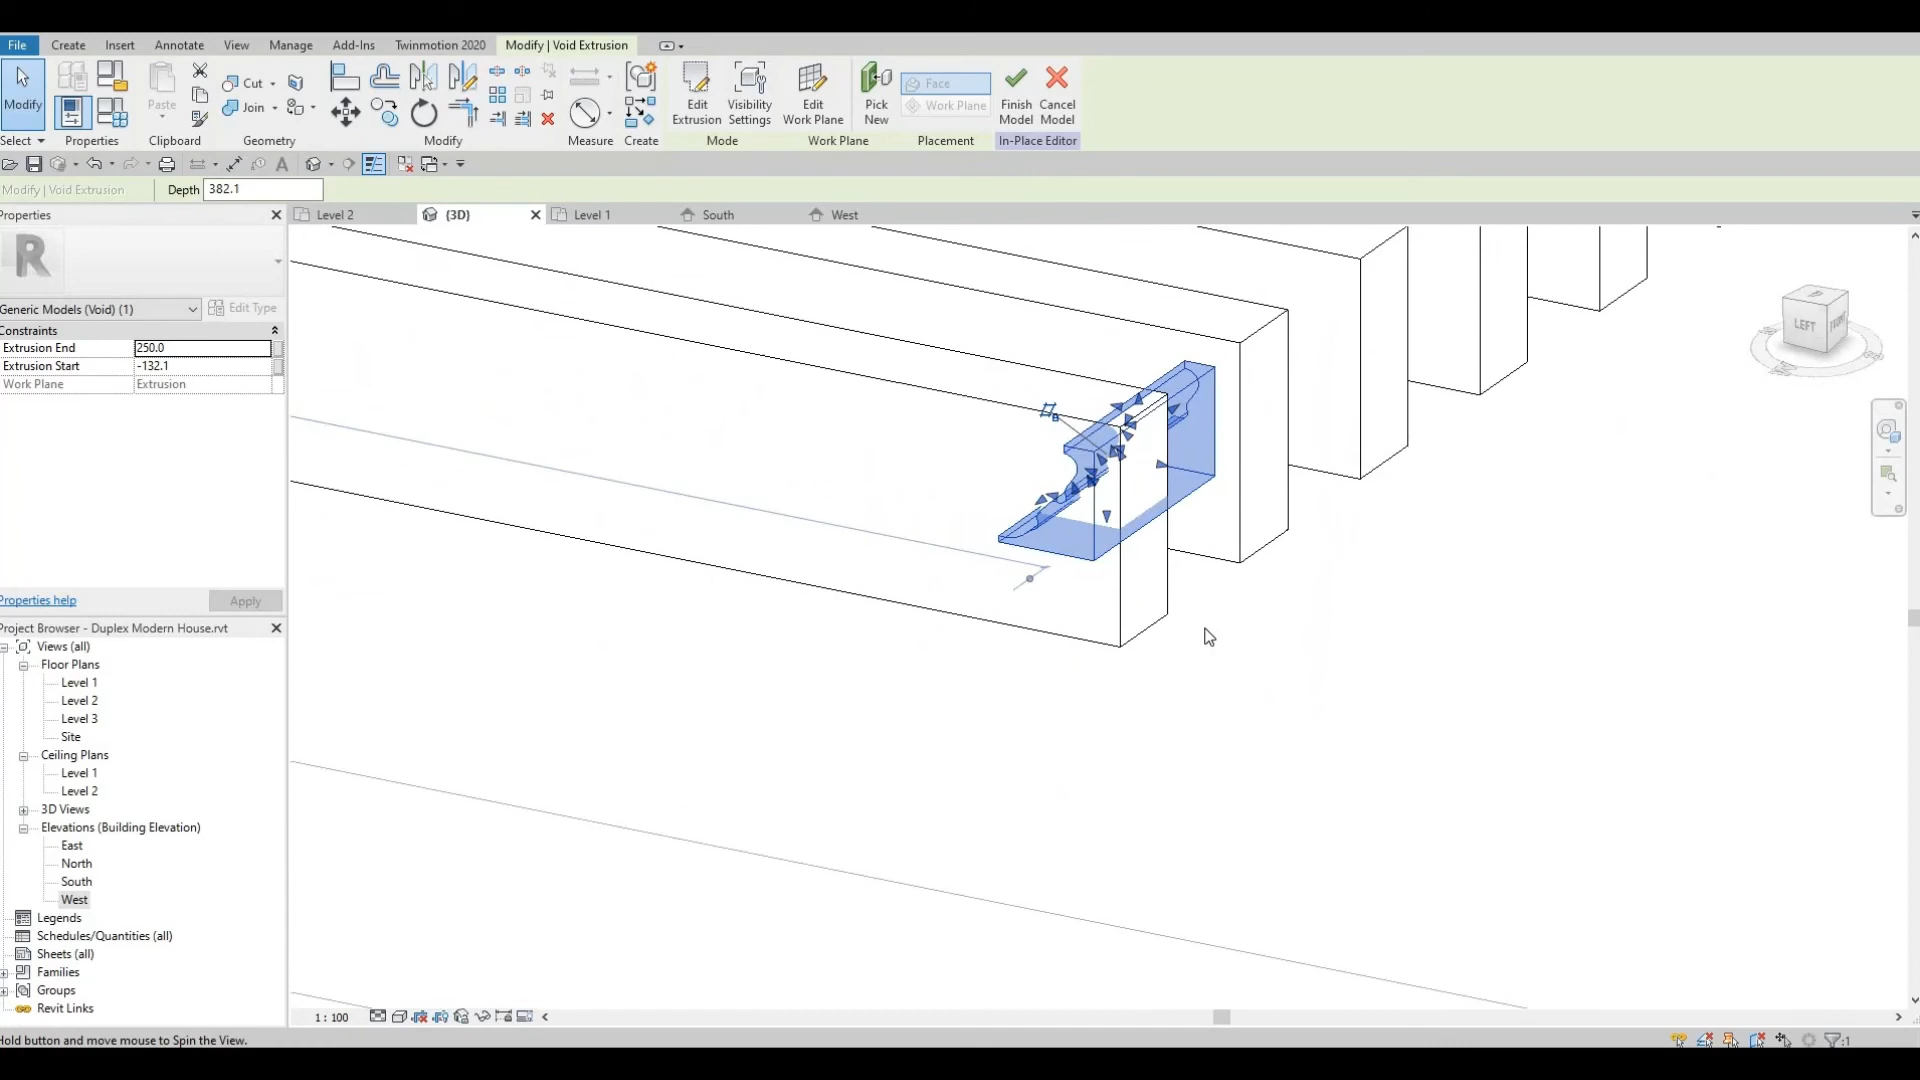 File Create Insert Annotate View Manage Add-Ins Twinmotion 2020 Modify | Void Extrusion
Modify Paste Cut Join Edit Extrusion Visibility Settings Edit Work Plane Pick New Face Work Plane Finish Model Cancel Model
Select Properties Clipboard Geometry Modify Measure Create Mode Work Plane Placement In-Place Editor
Modify | Void Extrusion Depth 382.1
Properties Level 2 {3D} Level 1 South West
R
Generic Models (Void) (1) Edit Type
Constraints
Extrusion End 250.0
Extrusion Start -132.1
Work Plane Extrusion
LEFT FRONT
Properties help Apply
Project Browser - Duplex Modern House.rvt
Views (all)
Floor Plans
Level 1
Level 2
Level 3
Site
Ceiling Plans
Level 1
Level 2
3D Views
Elevations (Building Elevation)
East
North
South
West
Legends
Schedules/Quantities (all)
Sheets (all)
Families
Groups
Revit Links
1 : 100
Hold button and move mouse to Spin the View. :1